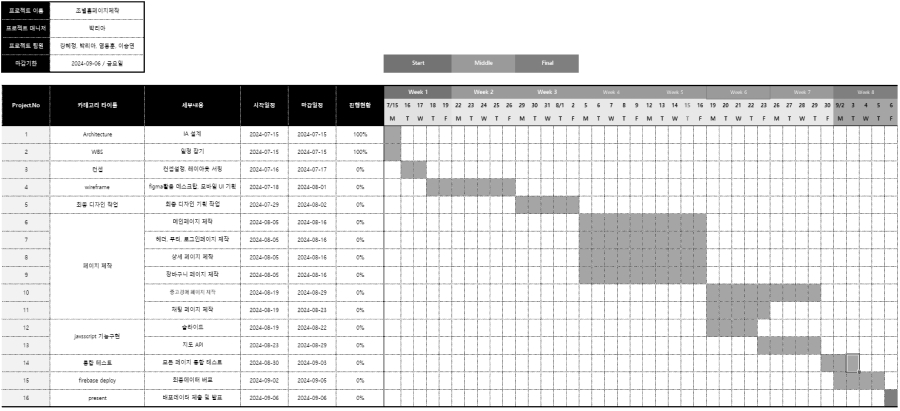 프로젝트 이름 조별홈페이지제작
프로젝트 매니저 박리아
프로젝트 팀원 강혜정, 박리아, 염용훈, 이승연
마감기한 2024-09-06 / 금요일
Start Middle Final
Week 1 Week 2 Week 3 Week 4 Week 5 Week 6 Week 7 Week 8
Project.No 카테고리 타이틀 세부내용 시작일정 마감일정 진행현황 7/15 16 17 18 19 22 23 24 25 26 29 30 31 8/1 2 5 6 7 8 9 12 13 14 15 16 19 20 21 22 23 26 27 28 29 30 9/2 3 4 5 6
M T W T F M T W T F M T W T F M T W T F M T W T F M T W T F M T W T F M T W T F
1 Architecture IA 설계 2024-07-15 2024-07-15 100%
2 WBS 일정 잡기 2024-07-15 2024-07-15 100%
3 컨셉 컨셉설정, 레이아웃 서칭 2024-07-16 2024-07-17 0%
4 wireframe figma활용 데스크탑, 모바일 UI 기획 2024-07-18 2024-08-01 0%
5 최종 디자인 작업 최종 디자인 기획 작업 2024-07-29 2024-08-02 0%
6 메인페이지 제작 2024-08-05 2024-08-16 0%
7 헤더, 푸터, 로그인페이지 제작 2024-08-05 2024-08-16 0%
페이지 제작
8 상세 페이지 제작 2024-08-05 2024-08-16 0%
9 장바구니 페이지 제작 2024-08-05 2024-08-16 0%
10 페이지 제작 2024-08-19 2024-08-29 0%
11 채팅 페이지 제작 2024-08-19 2024-08-23 0%
12 슬라이드 2024-08-19 2024-08-22 0%
javascript 기능구현
13 지도 API 2024-08-23 2024-08-29 0%
14 통합 테스트 모든 페이지 통합 테스트 2024-08-30 2024-09-03 0%
15 firebase deploy 최종데이터 배포 2024-09-02 2024-09-05 0%
16 present 배포데이터 제출 및 발표 2024-09-06 2024-09-06 0%